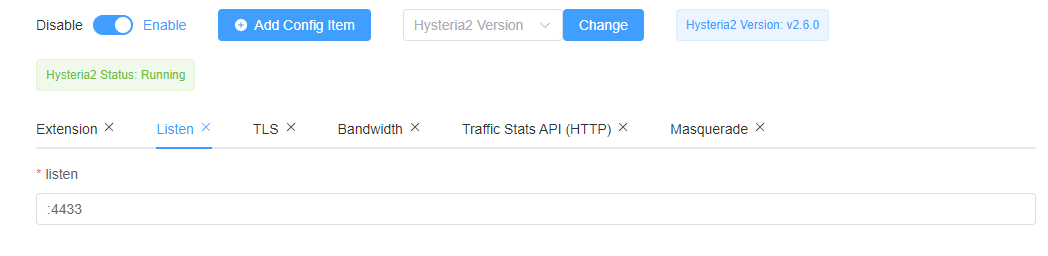 Disable Enable Add Config Item Hysteria2 Version Change Hysteria2 Version: v2.6.0
Hysteria2 Status: Running
Extension Listen TLS Bandwidth Traffic Stats API (HTTP) Masquerade
* listen
:4433